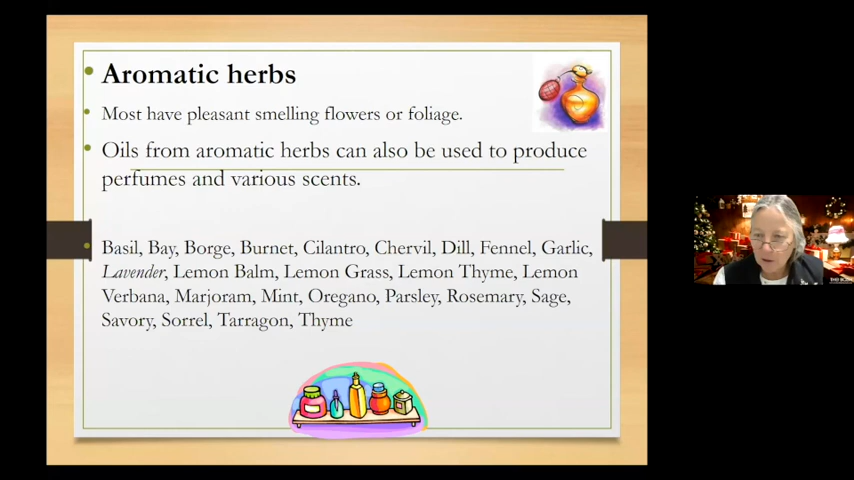 Aromatic herbs
Most have pleasant smelling flowers or foliage.
Oils from aromatic herbs can also be used to produce
perfumes and various scents.
Basil, Bay, Borge, Burnet, Cilantro, Chervil, Dill, Fennel, Garlic,
Lavender, Lemon Balm, Lemon Grass, Lemon Thyme, Lemon
Verbana, Marjoram, Mint, Oregano, Parsley, Rosemary, Sage,
Savory, Sorrel, Tarragon, Thyme